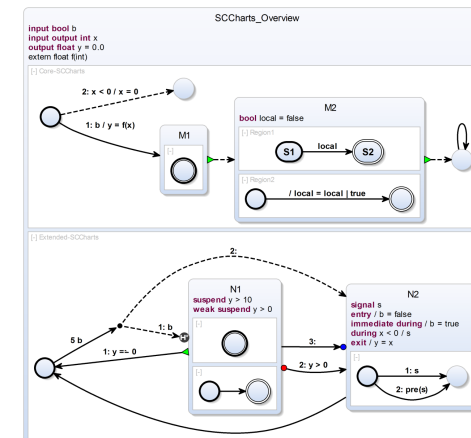 SCCharts_Overview
input bool b
input output int x
output float y = 0.0
extern float f(int)
[-] Core-SCCharts
2: x < 0 / x = 0
1: b / y = f(x)
M1
[-]
M2
bool local = false
[-] Region1
S1
local
S2
[-] Region2
/ local = local | true
[-] Extended-SCCharts
2:
N1
suspend y > 10
weak suspend y > 0
[-]
[-]
5 b
1: b
1: y == 0
3:
2: y > 0
N2
signal s
entry / b = false
immediate during / b = true
during x < 0 / s
exit / y = x
[-]
1: s
2: pre(s)